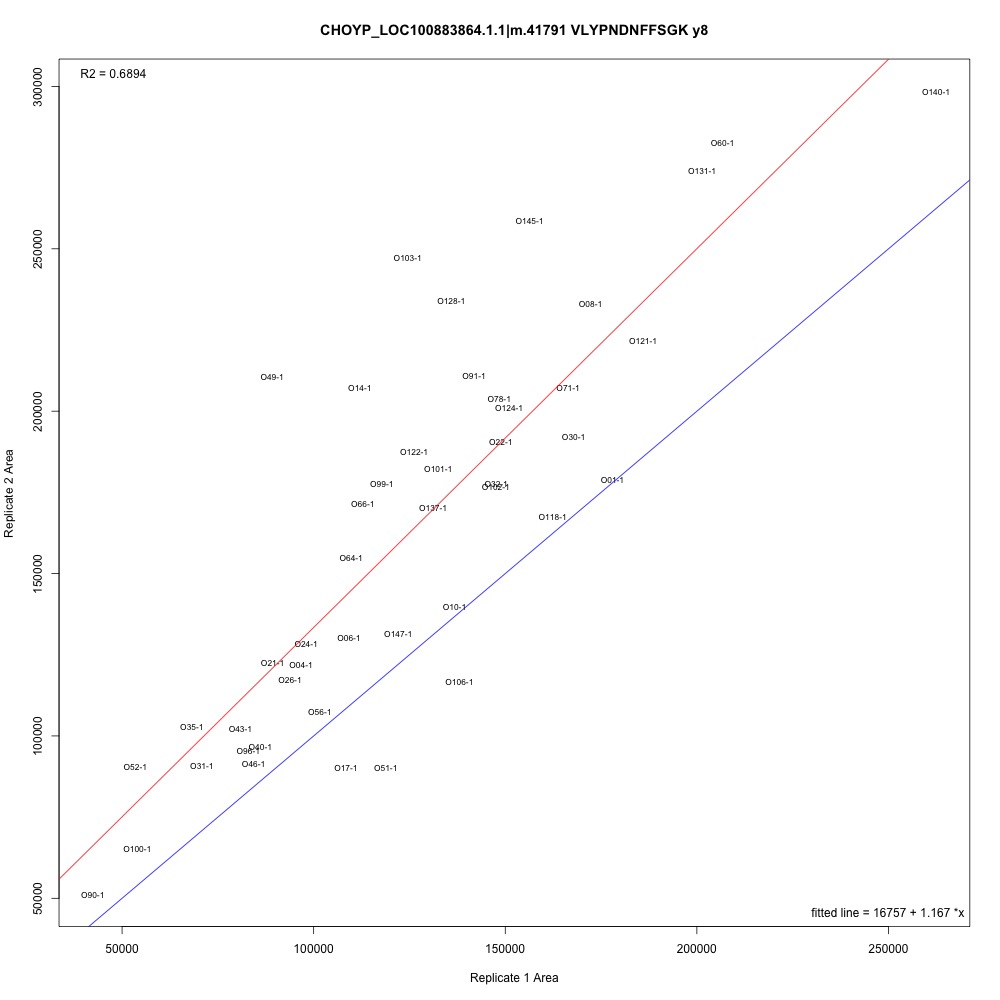 CHOYP_LOC100883864.1.1|m.41791 VLYPNDNFFSGK y8
R2 = 0.6894
300000
O140-1
O60-1
O131-1
250000
O145-1
O103-1
O128-1
O08-1
O121-1
O49-1
O91-1
O14-1
O71-1
200000
O78-1
O124-1
O22-1
O30-1
O122-1
O101-1
O99-1
O32-1
O102-1
O01-1
O66-1
O137-1
O118-1
Replicate 2 Area
150000
O64-1
O10-1
O06-1
O147-1
O24-1
O21-1
O04-1
O26-1
O106-1
100000
O56-1
O35-1
O43-1
O40-1
O96-1
O52-1
O31-1
O46-1
O17-1
O51-1
O100-1
50000
O90-1
fitted line = 16757 + 1.167 *x
50000 100000 150000 200000 250000
Replicate 1 Area